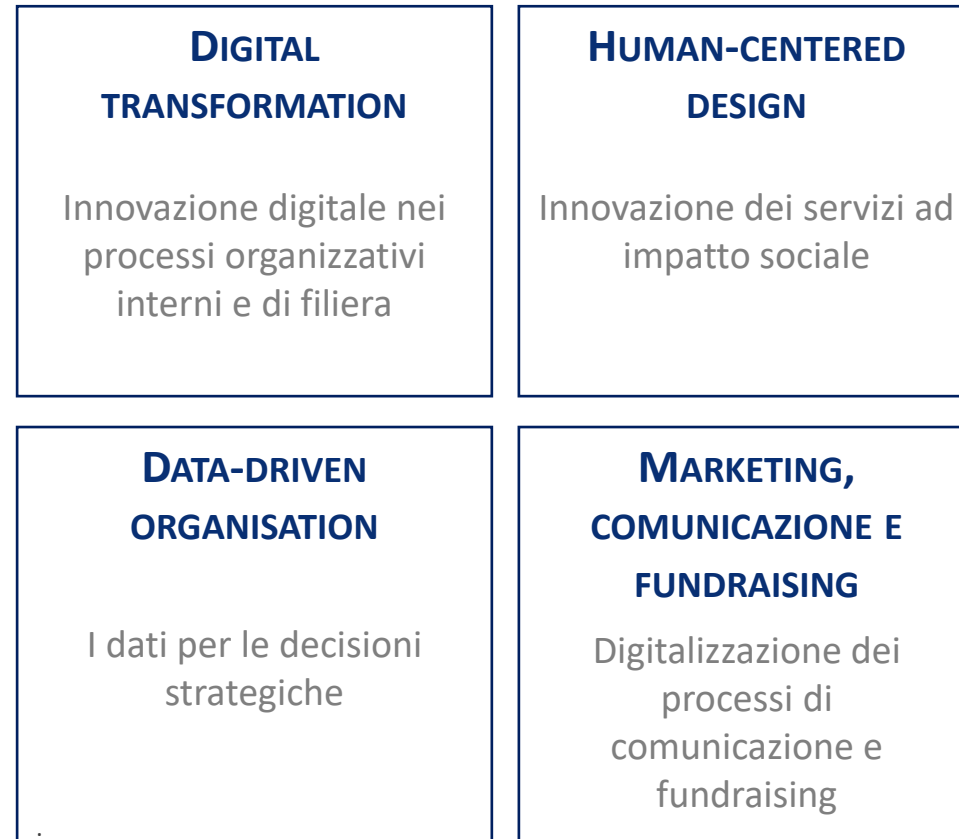 DIGITAL
TRANSFORMATION
Innovazione digitale nei
processi organizzativi
interni e di filiera
HUMAN-CENTERED
DESIGN
Innovazione dei servizi ad
impatto sociale
DATA-DRIVEN
ORGANISATION
I dati per le decisioni
strategiche
MARKETING,
COMUNICAZIONE E
FUNDRAISING
Digitalizzazione dei
processi di
comunicazione e
fundraising